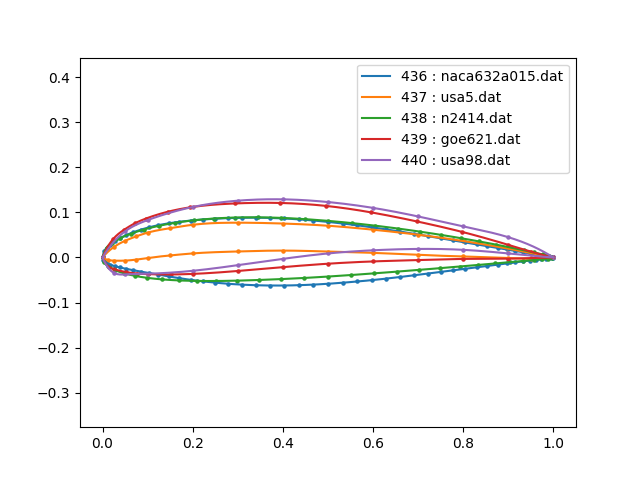 436 : naca632a015.dat
437 : usa5.dat
438 : n2414.dat
439 : goe621.dat
440 : usa98.dat
0.4
0.3
0.2
0.1
0.0
−0.1
−0.2
−0.3
0.0 0.2 0.4 0.6 0.8 1.0